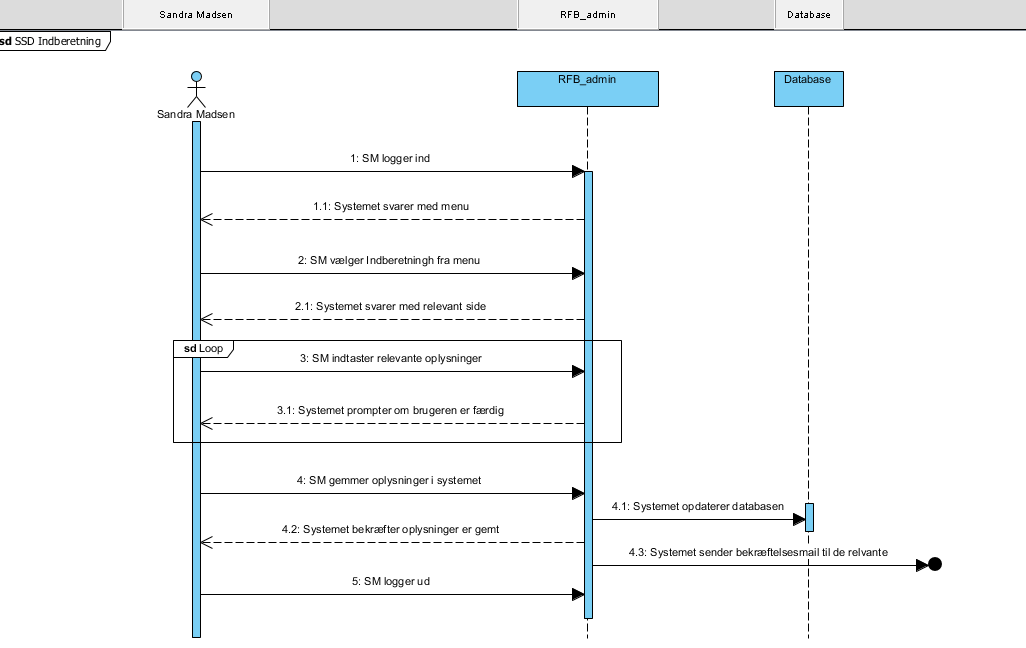 Sandra Madsen
RFB_admin
Database
sd SSD Indberetning
RFB_admin
Database
Sandra Madsen
1: SM logger ind
1.1: Systemet svarer med menu
2: SM vælger Indberetningh fra menu
2.1: Systemet svarer med relevant side
sd Loop
3: SM indtaster relevante oplysninger
3.1: Systemet prompter om brugeren er færdig
4: SM gemmer oplysninger i systemet
4.1: Systemet opdaterer databasen
4.2: Systemet bekræfter oplysninger er gemt
4.3: Systemet sender bekræftelsesmail til de relvante
5: SM logger ud